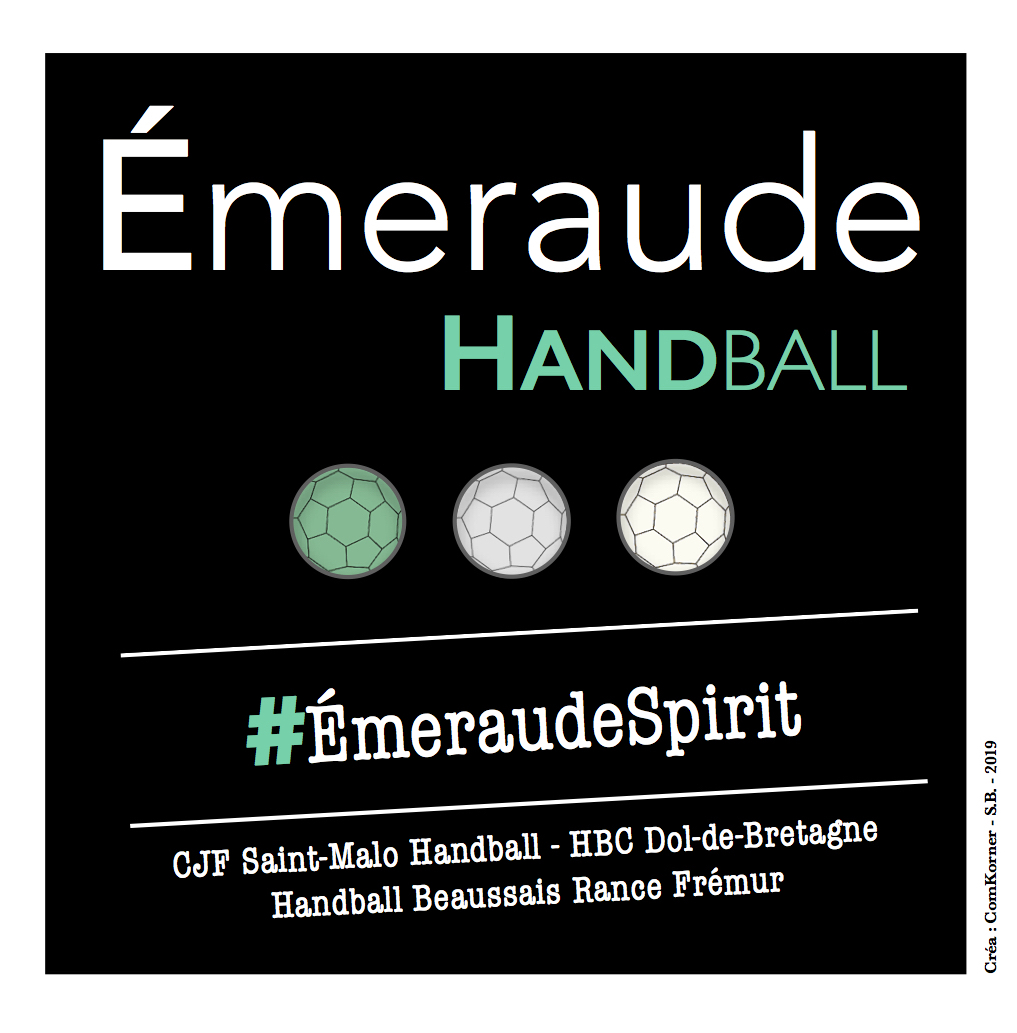 Émeraude
HANDBALL
#ÉmeraudeSpirit
CJF Saint-Malo Handball - HBC Dol-de-Bretagne
Handball Beaussais Rance Frémur
Créa : ComKorner - S.B. - 2019